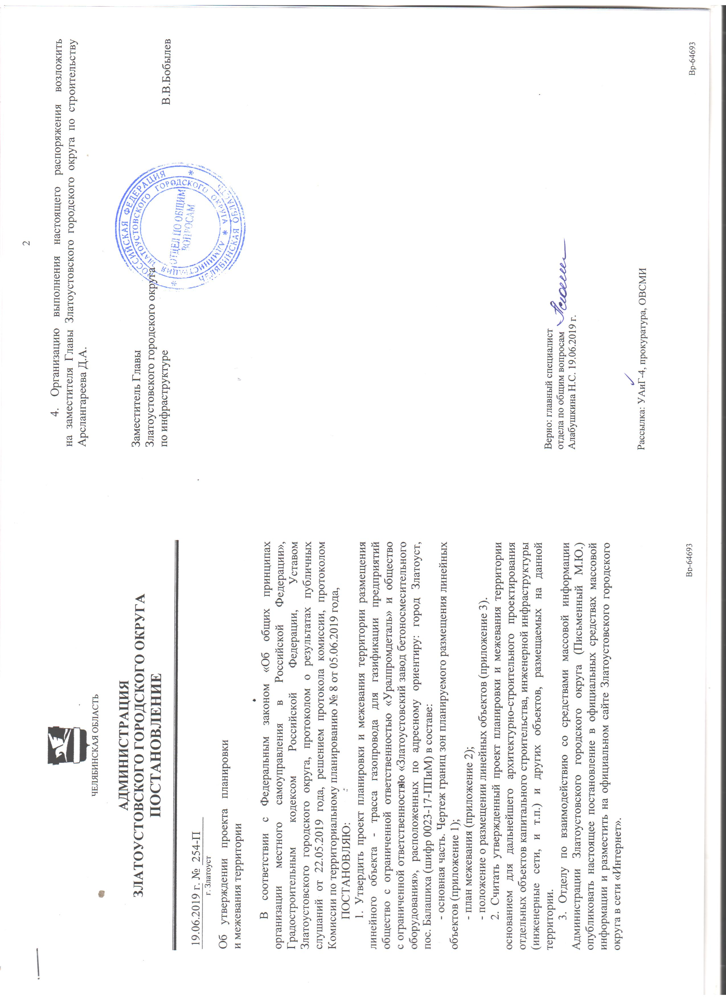 ЧЕЛЯБИНСКАЯ ОБЛАСТЬ
АДМИНИСТРАЦИЯ
ЗЛАТОУСТОВСКОГО ГОРОДСКОГО ОКРУГА
ПОСТАНОВЛЕНИЕ
19.06.2019 г. № 254-П
г. Златоуст
Об утверждении проекта планировки
и межевания территории
В соответствии с Федеральным законом «Об общих принципах
организации местного самоуправления в Российской Федерации»,
Градостроительным кодексом Российской Федерации, Уставом
Златоустовского городского округа, протоколом о результатах публичных
слушаний от 22.05.2019 года, решением протокола комиссии, протоколом
Комиссии по территориальному планированию № 8 от 05.06.2019 года,
ПОСТАНОВЛЯЮ:
1. Утвердить проект планировки и межевания территории размещения
линейного объекта - трасса газопровода для газификации предприятий
общество с ограниченной ответственностью «Уралпромдеталь» и общество
с ограниченной ответственностью «Златоустовский завод бетоносмесительного
оборудования», расположенных по адресному ориентиру: город Златоуст,
пос. Балашиха (шифр 0023-17-ППиМ) в составе:
- основная часть. Чертеж границ зон планируемого размещения линейных
объектов (приложение 1);
- план межевания (приложение 2);
- положение о размещении линейных объектов (приложение 3).
2. Считать утвержденный проект планировки и межевания территории
основанием для дальнейшего архитектурно-строительного проектирования
отдельных объектов капитального строительства, инженерной инфраструктуры
(инженерные сети, и т.п.) и других объектов, размещаемых на данной
территории.
3. Отделу по взаимодействию со средствами массовой информации
Администрации Златоустовского городского округа (Письменный М.Ю.)
опубликовать настоящее постановление в официальных средствах массовой
информации и разместить на официальном сайте Златоустовского городского
округа в сети «Интернет».
Вр-64693
2
4. Организацию выполнения настоящего распоряжения возложить
на заместителя Главы Златоустовского городского округа по строительству
Арслангареева Д.А.
Заместитель Главы
Златоустовского городского округа
по инфраструктуре
В.В.Бобылев
РОССИЙСКАЯ ФЕДЕРАЦИЯ
ЧЕЛЯБИНСКАЯ ОБЛАСТЬ
АДМИНИСТРАЦИЯ ЗЛАТОУСТОВСКОГО ГОРОДСКОГО ОКРУГА
ОТДЕЛ ПО ОБЩИМ
ВОПРОСАМ
Верно: главный специалист
отдела по общим вопросам
Алабушкина Н.С. 19.06.2019 г.
Рассылка: УАиГ-4, прокуратура, ОВСМИ
Вр-64693